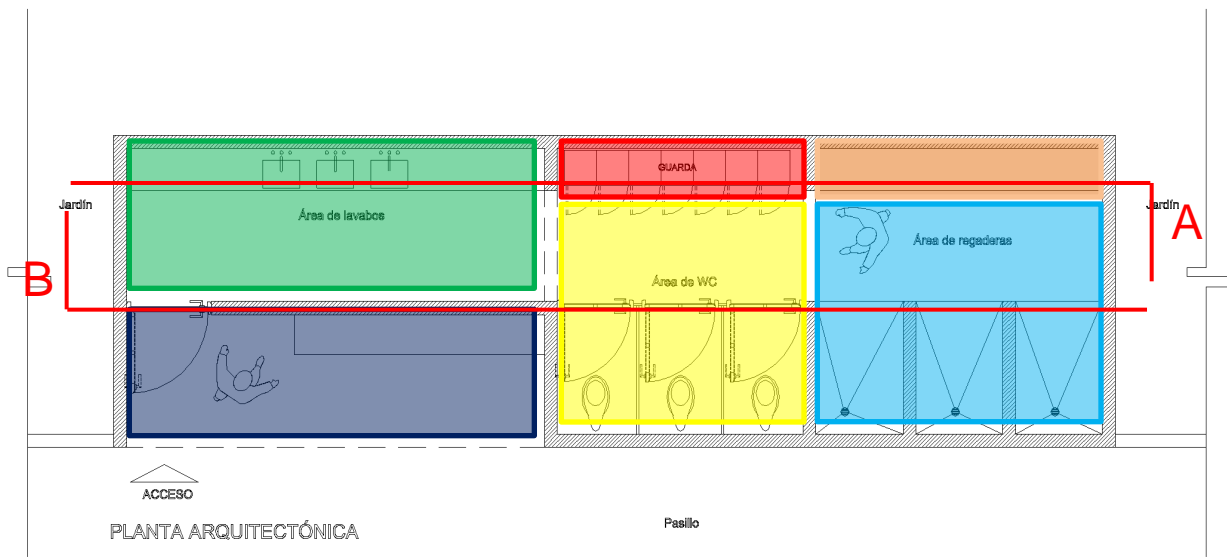 GUARDA
Jardín
Jardín
A
Área de lavabos
Área de regaderas
B
Área de WC
ACCESO
PLANTA ARQUITECTÓNICA
Pasillo